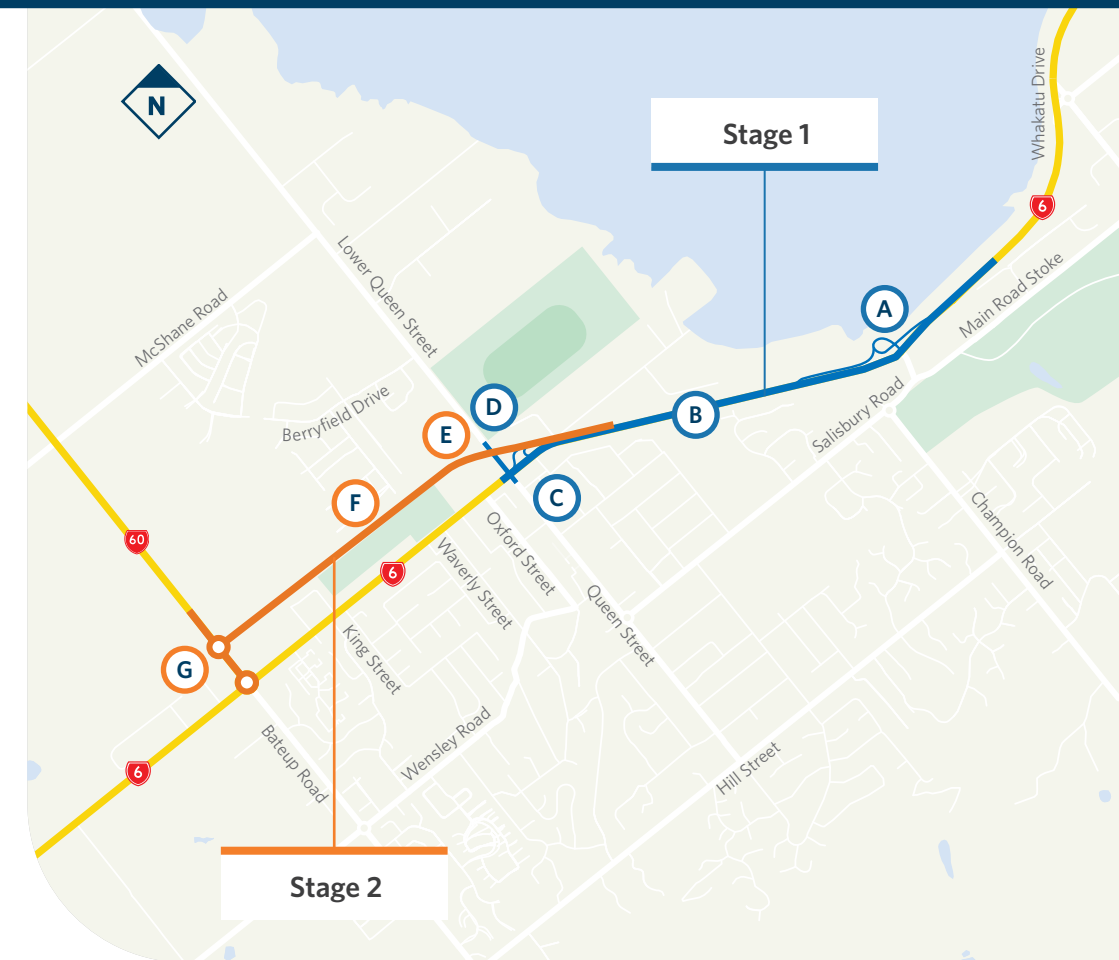 N
Stage 1
Whakatu Drive
6
Main Road Stoke
A
Lower Queen Street
McShane Road
Berryfield Drive
D
B
Salisbury Road
E
C
F
Champion Road
Oxford Street
60
6
Waverly Street
Queen Street
King Street
G
Bateup Road
Wensley Road
Hill Street
6
Stage 2